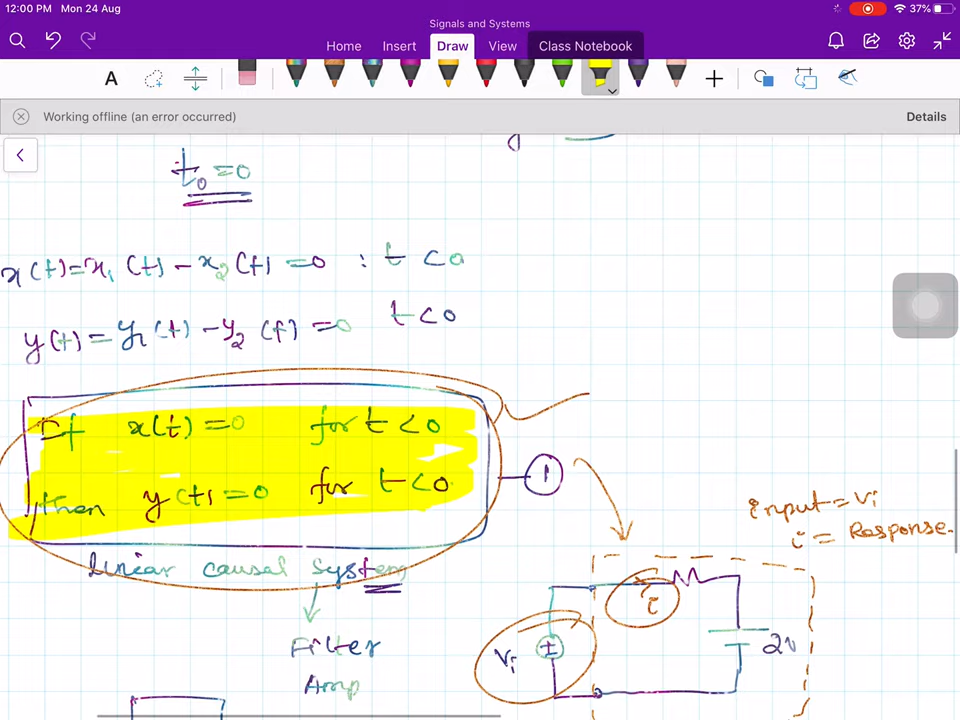 12:00 PM Mon 24 Aug
37%
Signals and Systems
Home Insert Draw View Class Notebook
A
Working offline (an error occurred)
Details
t₀ = 0
x(t) = x₁(t) - x₂(t) = 0 : t < 0
y(t) = y₁(t) - y₂(t) = 0 t < 0
If x(t) = 0 for t < 0
then y(t) = 0 for t < 0
1
Linear causal system
Filter
Amp
input = vi
i = Response.
i
vi
±
2v